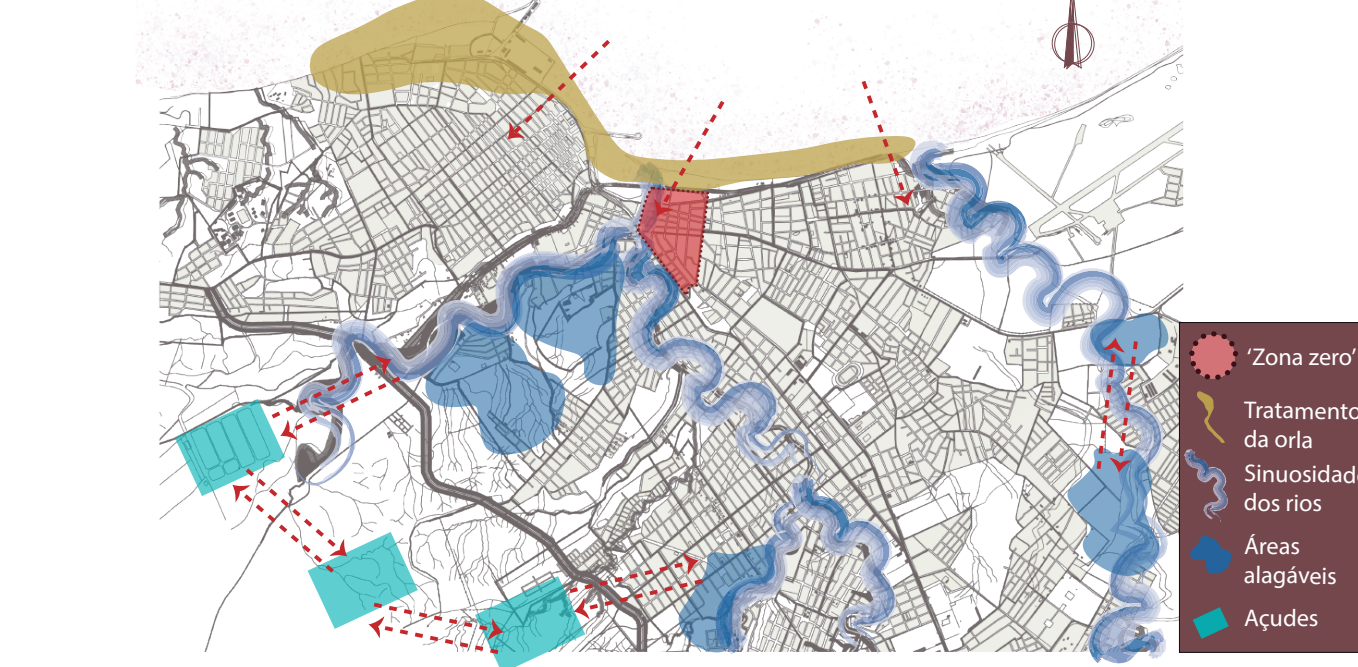 'Zona zero'
Tratamento
da orla
Sinuosidade
dos rios
Áreas
alagáveis
Açudes